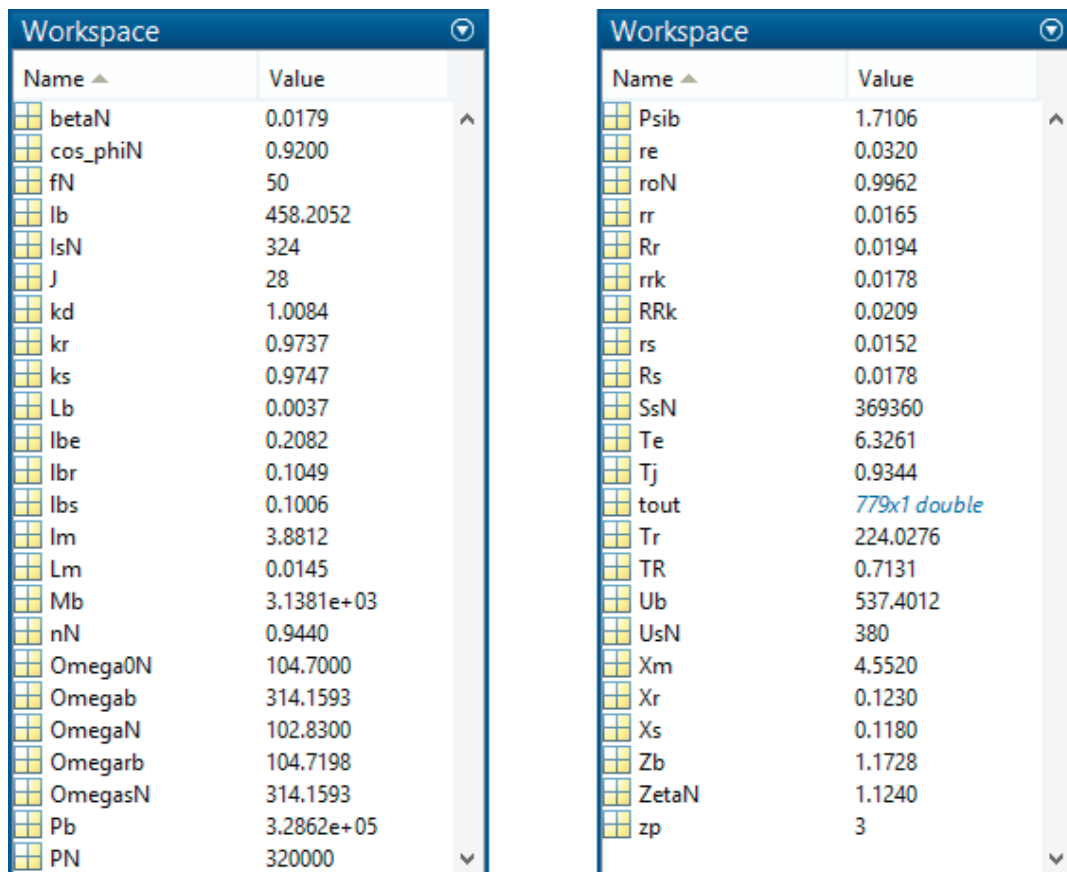 Workspace
Name Value
betaN 0.0179
cos_phiN 0.9200
fN 50
Ib 458.2052
IsN 324
J 28
kd 1.0084
kr 0.9737
ks 0.9747
Lb 0.0037
lbe 0.2082
lbr 0.1049
lbs 0.1006
lm 3.8812
Lm 0.0145
Mb 3.1381e+03
nN 0.9440
Omega0N 104.7000
Omegab 314.1593
OmegaN 102.8300
Omegarb 104.7198
OmegasN 314.1593
Pb 3.2862e+05
PN 320000
Workspace
Name Value
Psib 1.7106
re 0.0320
roN 0.9962
rr 0.0165
Rr 0.0194
rrk 0.0178
RRk 0.0209
rs 0.0152
Rs 0.0178
SsN 369360
Te 6.3261
Tj 0.9344
tout 779x1 double
Tr 224.0276
TR 0.7131
Ub 537.4012
UsN 380
Xm 4.5520
Xr 0.1230
Xs 0.1180
Zb 1.1728
ZetaN 1.1240
zp 3